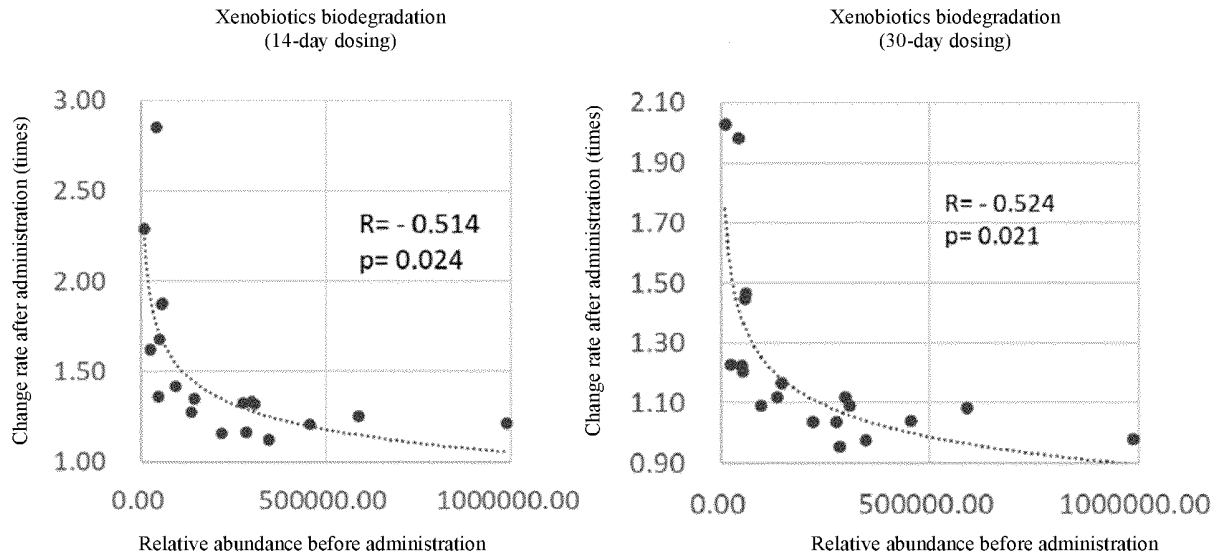 Xenobiotics biodegradation
(14-day dosing)
Change rate after administration (times)
3.00
2.50
2.00
1.50
1.00
R= - 0.514
p= 0.024
0.00 500000.00 1000000.00
Relative abundance before administration
Xenobiotics biodegradation
(30-day dosing)
Change rate after administration (times)
2.10
1.90
1.70
1.50
1.30
1.10
0.90
R= - 0.524
p= 0.021
0.00 500000.00 1000000.00
Relative abundance before administration